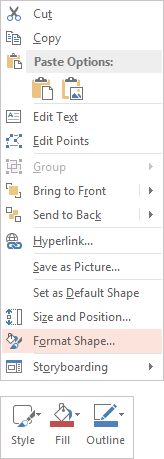 Cut
Copy
Paste Options:
Edit Text
Edit Points
Group
Bring to Front
Send to Back
Hyperlink...
Save as Picture...
Set as Default Shape
Size and Position...
Format Shape...
Storyboarding
Style Fill Outline